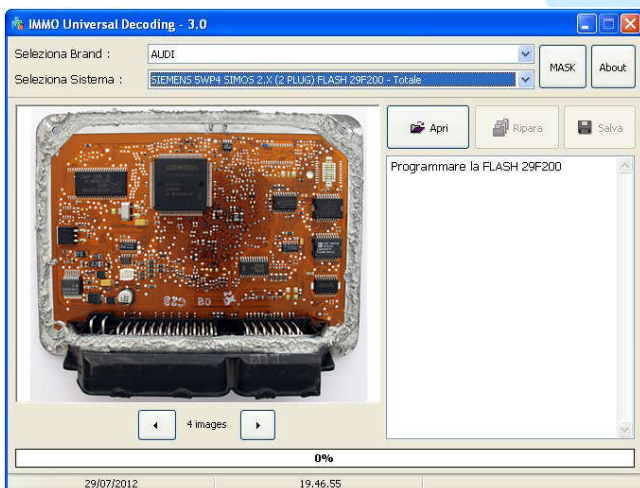 IMMO Universal Decoding - 3.0
Seleziona Brand :
AUDI
Seleziona Sistema :
SIEMENS 5WP4 SIMOS 2.X (2 PLUG) FLASH 29F200 - Totale
MASK
About
Apri
Ripara
Salva
Programmare la FLASH 29F200
SIEMENS
4 images
0%
29/07/2012
19.46.55